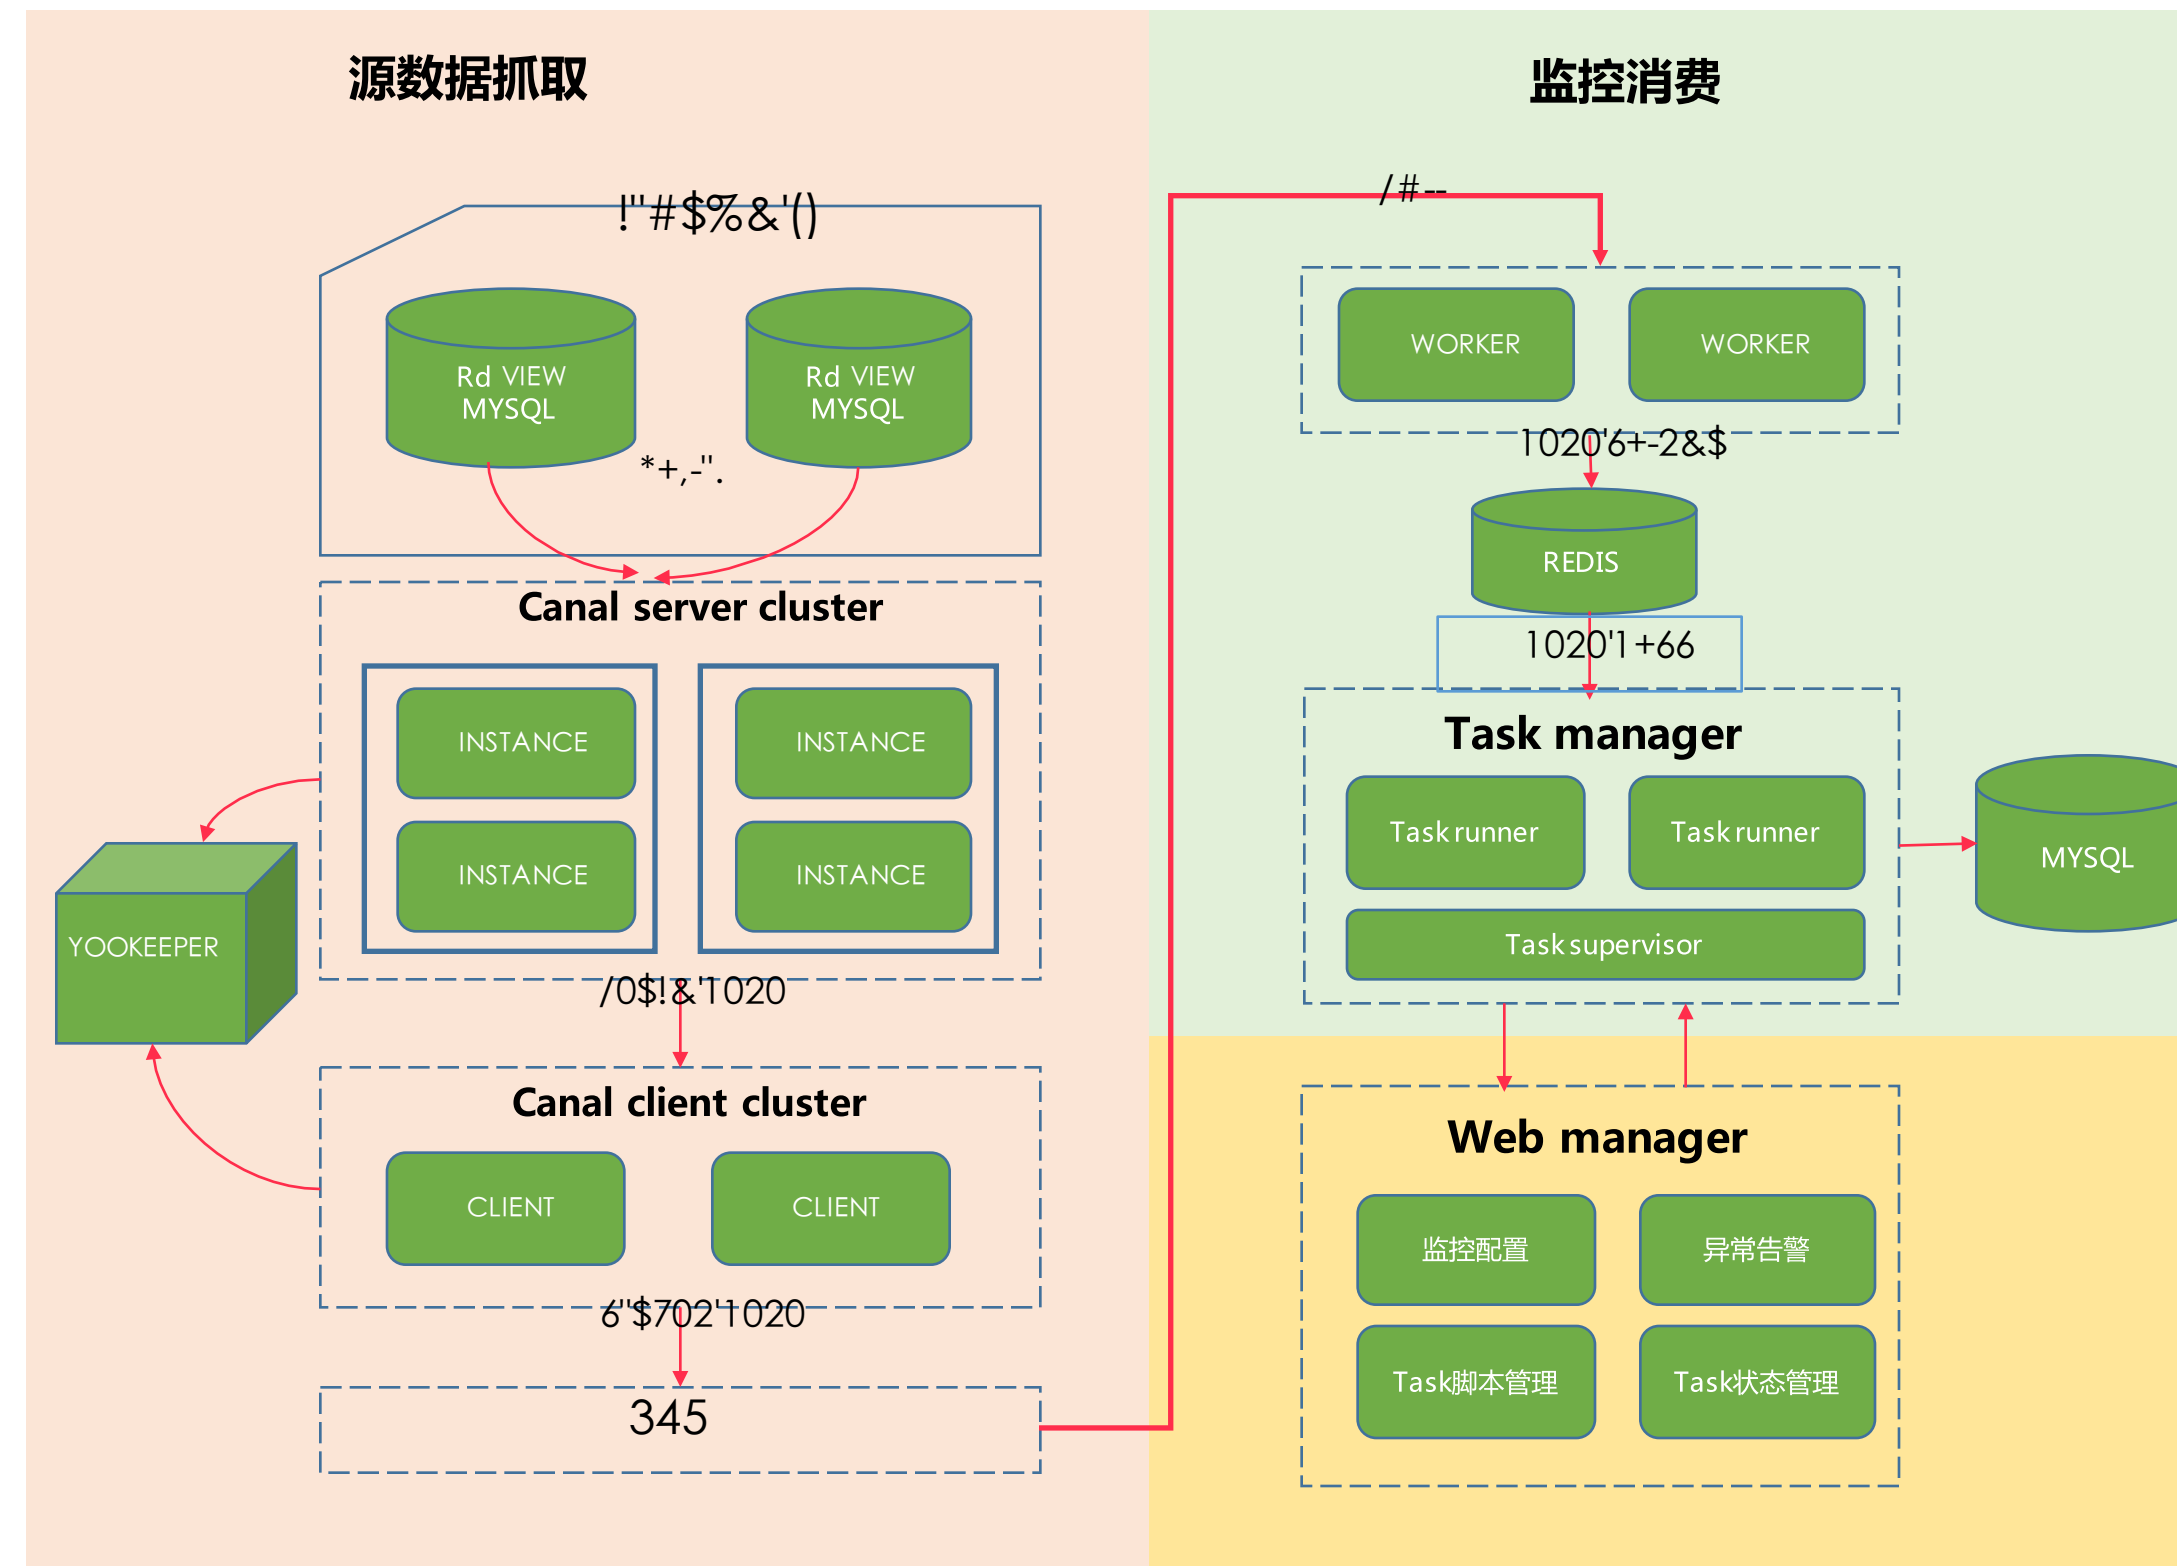 源数据抓取
!"#$%&'()
Rd VIEW
MYSQL
Rd VIEW
MYSQL
*+,-".
Canal server cluster
INSTANCE
INSTANCE
INSTANCE
INSTANCE
YOOKEEPER
/0$!&'1020
Canal client cluster
CLIENT
CLIENT
6"$702'1020
345
监控消费
/#--
WORKER
WORKER
1020'6+-2&$
REDIS
1020'1+66
Task manager
Task runner
Task runner
Task supervisor
MYSQL
Web manager
监控配置
异常告警
Task脚本管理
Task状态管理